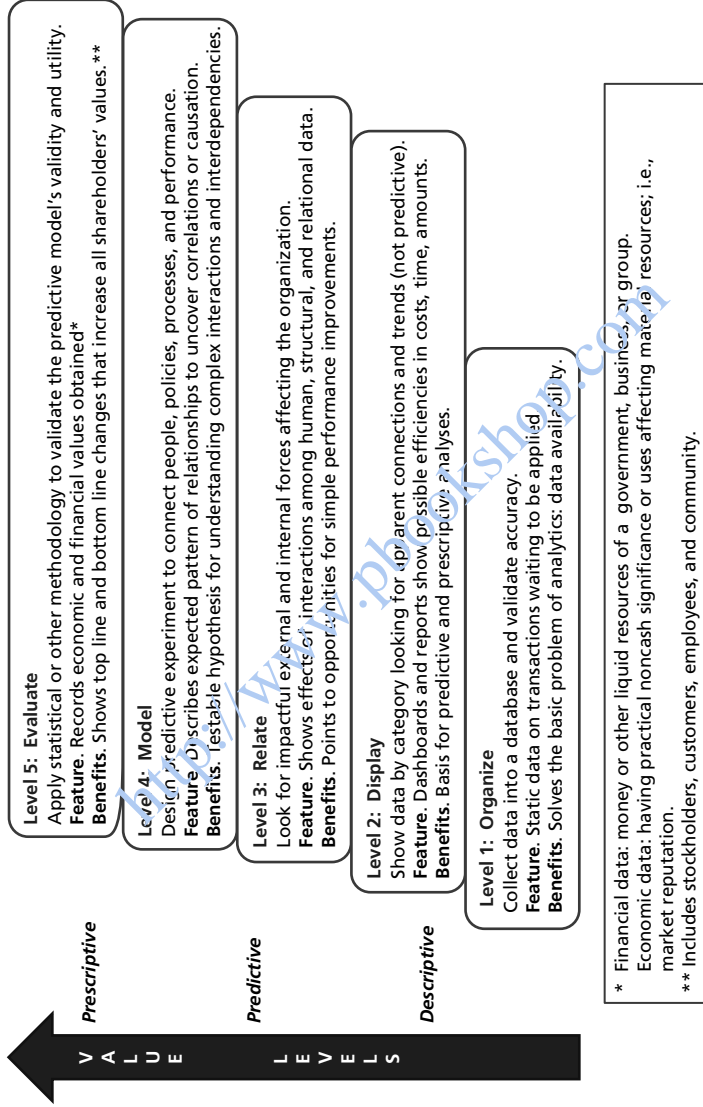 Level 5: Evaluate
Apply statistical or other methodology to validate the predictive model's validity and utility.
Feature. Records economic and financial values obtained*
Benefits. Shows top line and bottom line changes that increase all shareholders' values.**
Prescriptive
Level 4: Model
Design predictive experiment to connect people, policies, processes, and performance.
Feature. Describes expected pattern of relationships to uncover correlations or causation.
Benefits. Testable hypothesis for understanding complex interactions and interdependencies.
Level 3: Relate
Look for impactful external and internal forces affecting the organization.
Feature. Shows effects or interactions among human, structural, and relational data.
Benefits. Points to opportunities for simple performance improvements.
Predictive
Level 2: Display
Show data by category looking for apparent connections and trends (not predictive).
Feature. Dashboards and reports show possible efficiencies in costs, time, amounts.
Benefits. Basis for predictive and prescriptive analyses.
Descriptive
Level 1: Organize
Collect data into a database and validate accuracy.
Feature. Static data on transactions waiting to be applied
Benefits. Solves the basic problem of analytics: data availability.
VALUE LEVELS
* Financial data: money or other liquid resources of a government, business, or group.
Economic data: having practical noncash significance or uses affecting material resources; i.e.,
market reputation.
** Includes stockholders, customers, employees, and community.
http://www.pbookshop.com